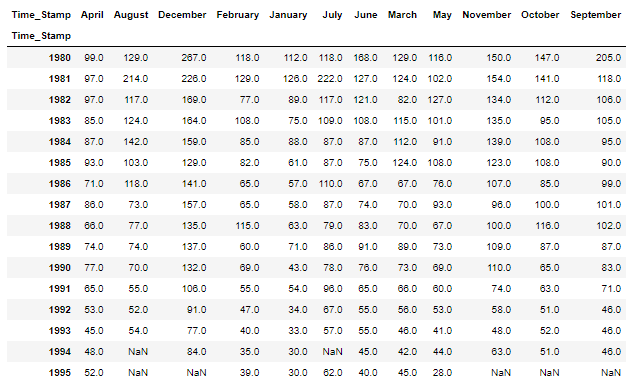 Time_Stamp April August December February January July June March May November October September
Time_Stamp
1980 99.0 129.0 267.0 118.0 112.0 118.0 168.0 129.0 116.0 150.0 147.0 205.0
1981 97.0 214.0 226.0 129.0 126.0 222.0 127.0 124.0 102.0 154.0 141.0 118.0
1982 97.0 117.0 169.0 77.0 89.0 117.0 121.0 82.0 127.0 134.0 112.0 106.0
1983 85.0 124.0 164.0 108.0 75.0 109.0 108.0 115.0 101.0 135.0 95.0 105.0
1984 87.0 142.0 159.0 85.0 88.0 87.0 87.0 112.0 91.0 139.0 108.0 95.0
1985 93.0 103.0 129.0 82.0 61.0 87.0 75.0 124.0 108.0 123.0 108.0 90.0
1986 71.0 118.0 141.0 65.0 57.0 110.0 67.0 67.0 76.0 107.0 85.0 99.0
1987 86.0 73.0 157.0 65.0 58.0 87.0 74.0 70.0 93.0 96.0 100.0 101.0
1988 66.0 77.0 135.0 115.0 63.0 79.0 83.0 70.0 67.0 100.0 116.0 102.0
1989 74.0 74.0 137.0 60.0 71.0 86.0 91.0 89.0 73.0 109.0 87.0 87.0
1990 77.0 70.0 132.0 69.0 43.0 78.0 76.0 73.0 69.0 110.0 65.0 83.0
1991 65.0 55.0 106.0 55.0 54.0 96.0 65.0 66.0 60.0 74.0 63.0 71.0
1992 53.0 52.0 91.0 47.0 34.0 67.0 55.0 56.0 53.0 58.0 51.0 46.0
1993 45.0 54.0 77.0 40.0 33.0 57.0 55.0 46.0 41.0 48.0 52.0 46.0
1994 48.0 NaN 84.0 35.0 30.0 NaN 45.0 42.0 44.0 63.0 51.0 46.0
1995 52.0 NaN NaN 39.0 30.0 62.0 40.0 45.0 28.0 NaN NaN NaN